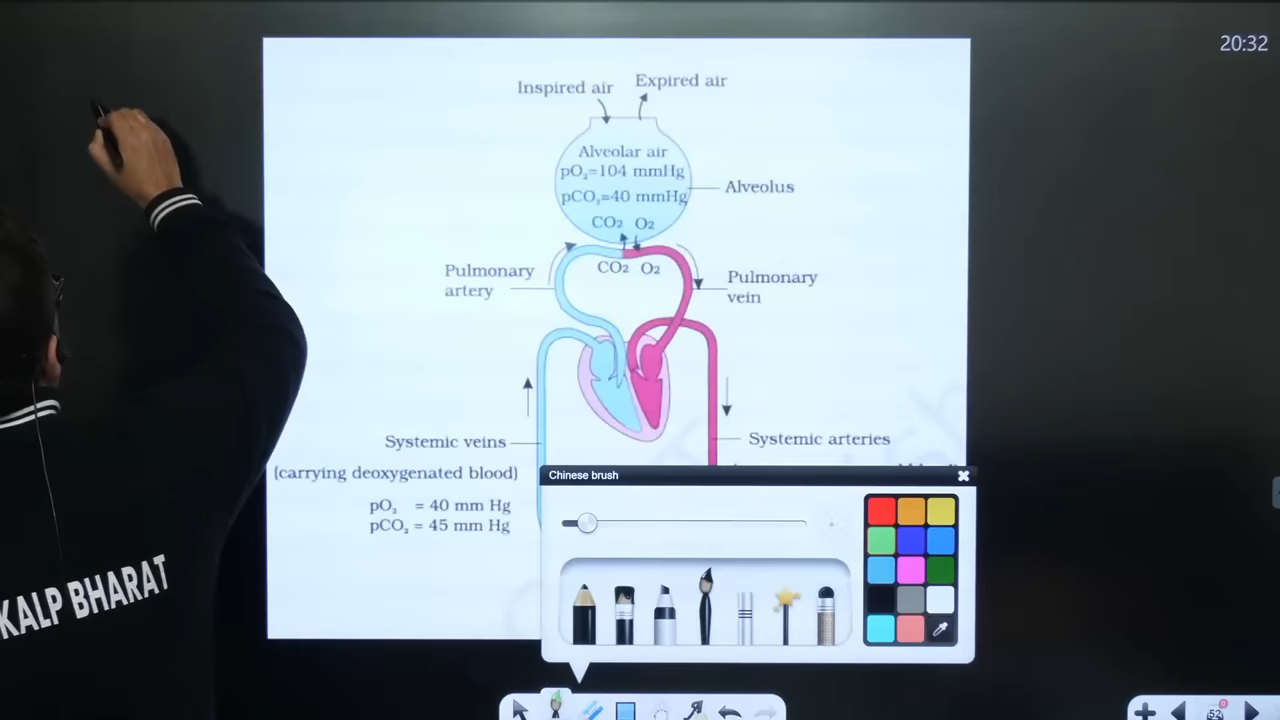 20:32
Inspired air
Expired air
Alveolar air
pO₂=104 mmHg
pCO₂=40 mmHg
Alveolus
CO2 O2
CO2 O2
Pulmonary
artery
Pulmonary
vein
Systemic veins
(carrying deoxygenated blood)
pO₂ = 40 mm Hg
pCO₂ = 45 mm Hg
Systemic arteries
Chinese brush
KALP BHARAT
52